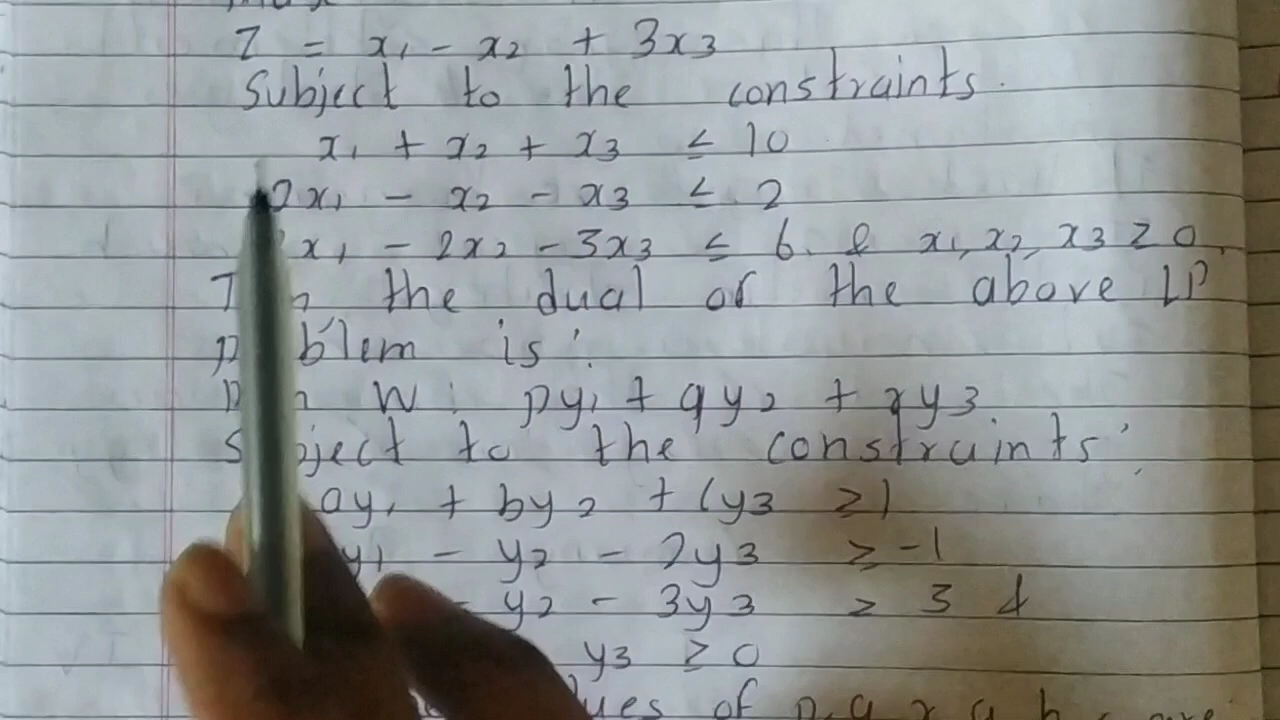 Z = x₁ - x₂ + 3x₃
Subject to the constraints.
x₁ + x₂ + x₃ ≤ 10
2x₁ - x₂ - x₃ ≤ 2
x₁ - 2x₂ - 3x₃ ≤ 6. & x₁, x₂, x₃ ≥ 0.
the dual of the above LP
is :
W : py₁ + qy₂ + ry₃
to the constraints :
ay₁ + by₂ + cy₃ ≥ 1
y₁ - y₂ - 2y₃ ≥ -1
- y₂ - 3y₃ ≥ 3 &
y₃ ≥ 0
of p, q, r, a, b, c are